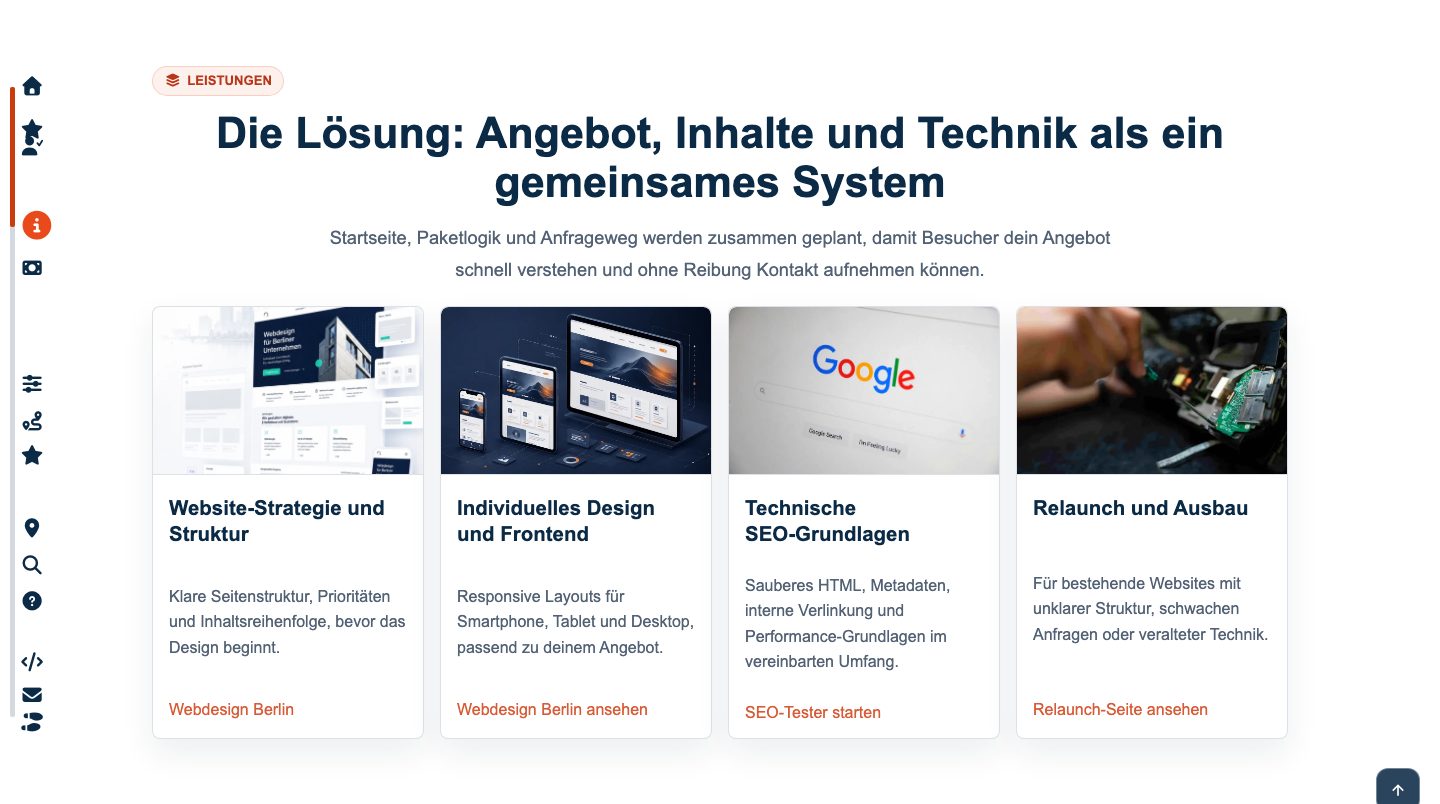 LEISTUNGEN
Die Lösung: Angebot, Inhalte und Technik als ein
gemeinsames System
Startseite, Paketlogik und Anfrageweg werden zusammen geplant, damit Besucher dein Angebot
schnell verstehen und ohne Reibung Kontakt aufnehmen können.
Webdesign
für Berliner
Unternehmen
Google
Google Search
I'm Feeling Lucky
Website-Strategie und
Struktur
Klare Seitenstruktur, Prioritäten
und Inhaltsreihenfolge, bevor das
Design beginnt.
Webdesign Berlin
Individuelles Design
und Frontend
Responsive Layouts für
Smartphone, Tablet und Desktop,
passend zu deinem Angebot.
Webdesign Berlin ansehen
Technische
SEO-Grundlagen
Sauberes HTML, Metadaten,
interne Verlinkung und
Performance-Grundlagen im
vereinbarten Umfang.
SEO-Tester starten
Relaunch und Ausbau
Für bestehende Websites mit
unklarer Struktur, schwachen
Anfragen oder veralteter Technik.
Relaunch-Seite ansehen